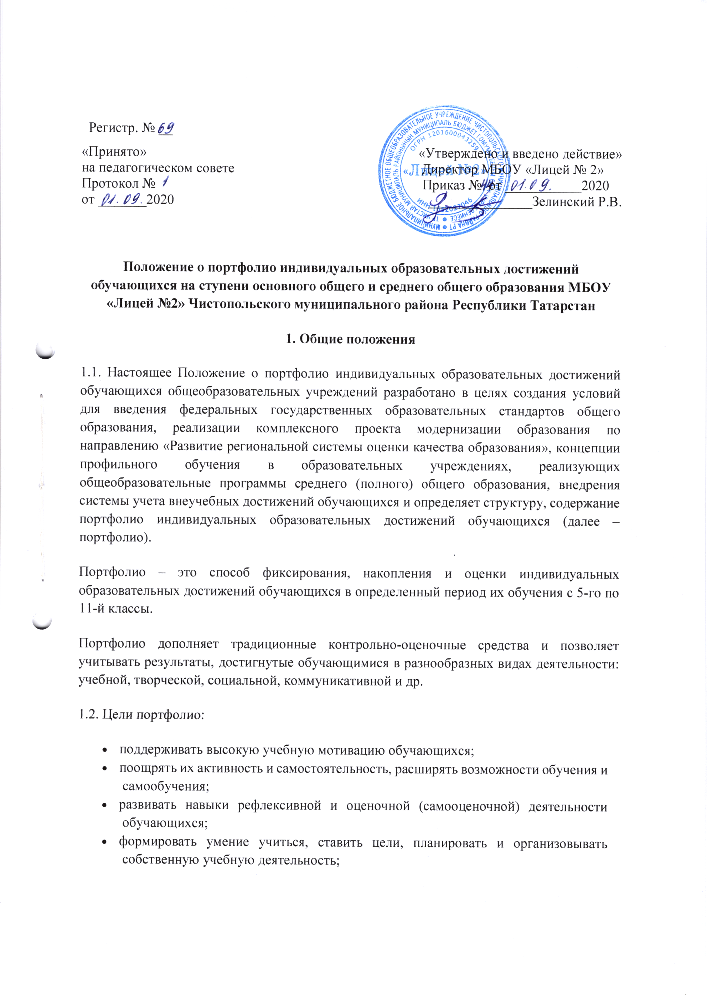 Регистр. № 69
«Принято»
на педагогическом совете
Протокол № 1
от 01.09.2020
«Утверждено и введено действие»
Директор МБОУ «Лицей № 2»
Приказ № от 01.09.2020
Зелинский Р.В.
МУНИЦИПАЛЬНОЕ БЮДЖЕТНОЕ ОБЩЕОБРАЗОВАТЕЛЬНОЕ УЧРЕЖДЕНИЕ ЧИСТОПОЛЬСКОГО МУНИЦИПАЛЬНОГО РАЙОНА РТ
ОГРН 1201600043259
«Лицей №2»
Положение о портфолио индивидуальных образовательных достижений
обучающихся на ступени основного общего и среднего общего образования МБОУ
«Лицей №2» Чистопольского муниципального района Республики Татарстан
1. Общие положения
1.1. Настоящее Положение о портфолио индивидуальных образовательных достижений
обучающихся общеобразовательных учреждений разработано в целях создания условий
для введения федеральных государственных образовательных стандартов общего
образования, реализации комплексного проекта модернизации образования по
направлению «Развитие региональной системы оценки качества образования», концепции
профильного обучения в образовательных учреждениях, реализующих
общеобразовательные программы среднего (полного) общего образования, внедрения
системы учета внеучебных достижений обучающихся и определяет структуру, содержание
портфолио индивидуальных образовательных достижений обучающихся (далее –
портфолио).
Портфолио – это способ фиксирования, накопления и оценки индивидуальных
образовательных достижений обучающихся в определенный период их обучения с 5-го по
11-й классы.
Портфолио дополняет традиционные контрольно-оценочные средства и позволяет
учитывать результаты, достигнутые обучающимися в разнообразных видах деятельности:
учебной, творческой, социальной, коммуникативной и др.
1.2. Цели портфолио:
• поддерживать высокую учебную мотивацию обучающихся;
• поощрять их активность и самостоятельность, расширять возможности обучения и
самообучения;
• развивать навыки рефлексивной и оценочной (самооценочной) деятельности
обучающихся;
• формировать умение учиться, ставить цели, планировать и организовывать
собственную учебную деятельность;